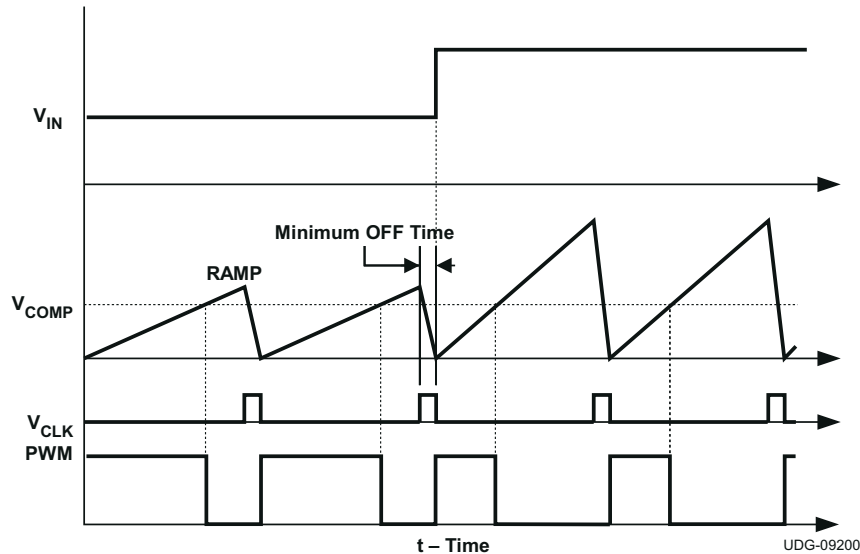 V_IN
Minimum OFF Time
RAMP
V_COMP
V_CLK
PWM
t – Time
UDG-09200